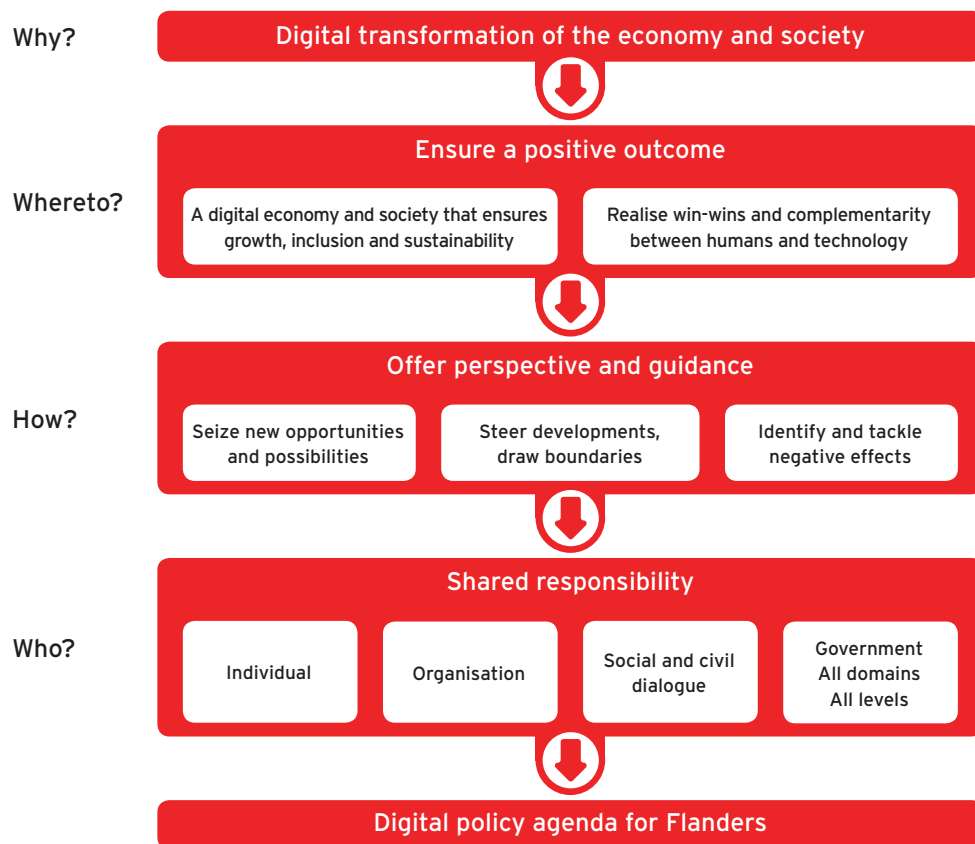 Why?
Digital transformation of the economy and society
Ensure a positive outcome
Whereto?
A digital economy and society that ensures
growth, inclusion and sustainability
Realise win-wins and complementarity
between humans and technology
Offer perspective and guidance
How?
Seize new opportunities
and possibilities
Steer developments,
draw boundaries
Identify and tackle
negative effects
Shared responsibility
Who?
Individual
Organisation
Social and civil
dialogue
Government
All domains
All levels
Digital policy agenda for Flanders